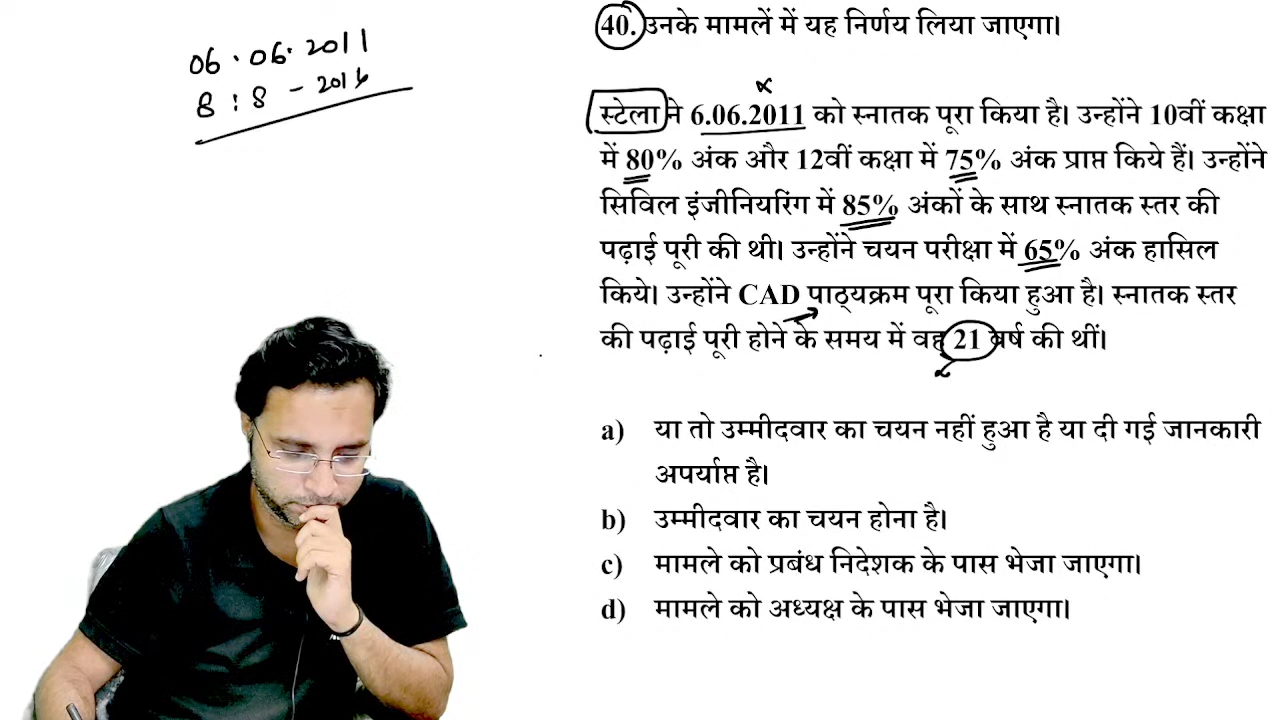 06.06.2011
8:8 - 2016
40. उनके मामलें में यह निर्णय लिया जाएगा।
स्टेला ने 6.06.2011 को स्नातक पूरा किया है। उन्होंने 10वीं कक्षा
में 80% अंक और 12वीं कक्षा में 75% अंक प्राप्त किये हैं। उन्होंने
सिविल इंजीनियरिंग में 85% अंकों के साथ स्नातक स्तर की
पढ़ाई पूरी की थी। उन्होंने चयन परीक्षा में 65% अंक हासिल
किये। उन्होंने CAD पाठ्यक्रम पूरा किया हुआ है। स्नातक स्तर
की पढ़ाई पूरी होने के समय में वह 21 वर्ष की थीं।
a) या तो उम्मीदवार का चयन नहीं हुआ है या दी गई जानकारी
अपर्याप्त है।
b) उम्मीदवार का चयन होना है।
c) मामले को प्रबंध निदेशक के पास भेजा जाएगा।
d) मामले को अध्यक्ष के पास भेजा जाएगा।